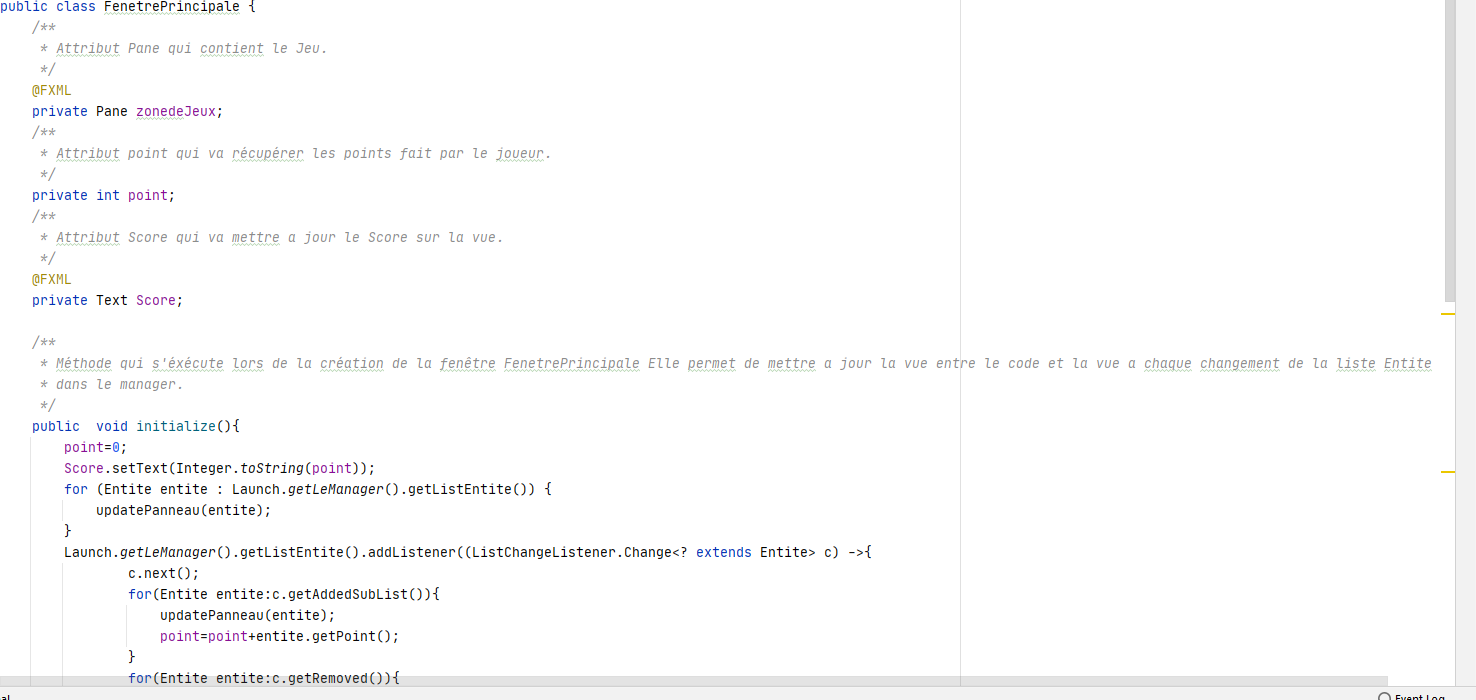 public class FenetrePrincipale {
/**
* Attribut Pane qui contient le Jeu.
*/
@FXML
private Pane zonedeJeux;
/**
* Attribut point qui va récupérer les points fait par le joueur.
*/
private int point;
/**
* Attribut Score qui va mettre a jour le Score sur la vue.
*/
@FXML
private Text Score;
/**
* Méthode qui s'éxécute lors de la création de la fenêtre FenetrePrincipale Elle permet de mettre a jour la vue entre le code et la vue a chaque changement de la liste Entite
* dans le manager.
*/
public  void initialize(){
point=0;
Score.setText(Integer.toString(point));
for (Entite entite : Launch.getLeManager().getListEntite()) {
updatePanneau(entite);
}
Launch.getLeManager().getListEntite().addListener((ListChangeListener.Change<? extends Entite> c) ->{
c.next();
for(Entite entite:c.getAddedSubList()){
updatePanneau(entite);
point=point+entite.getPoint();
}
for(Entite entite:c.getRemoved()){
Event Log